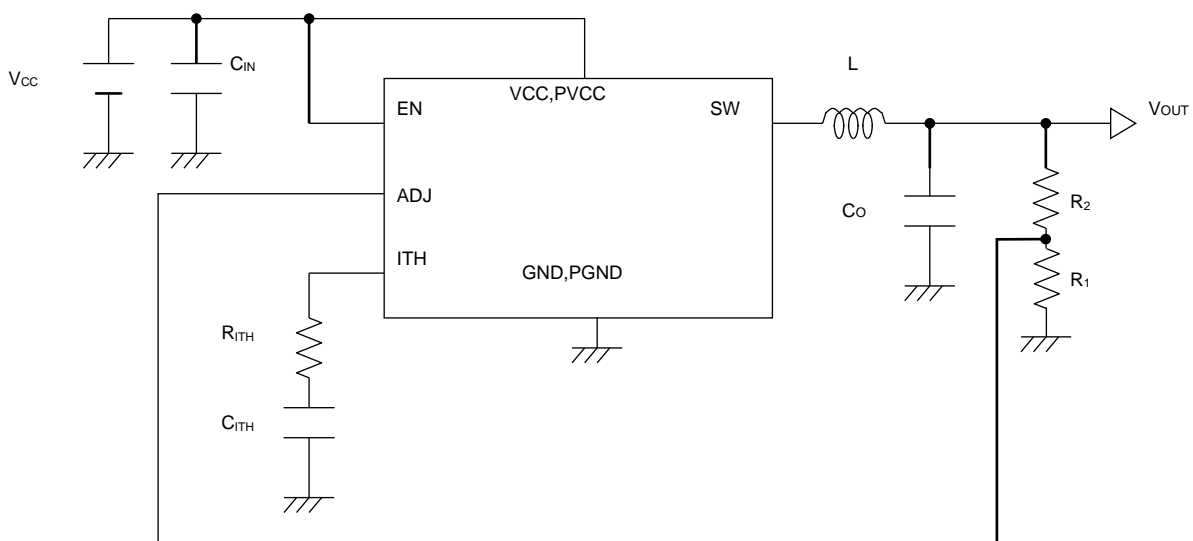 VCC
CIN
EN
VCC,PVCC
SW
L
VOUT
ADJ
CO
R2
ITH
GND,PGND
R1
RITH
CITH